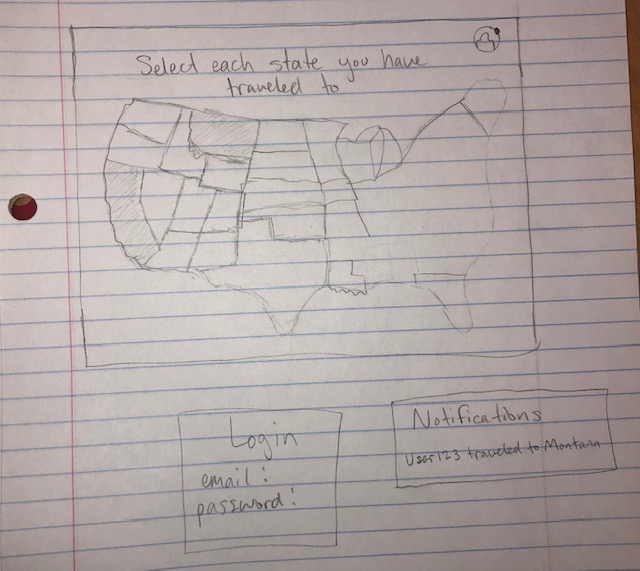 Select each state you have
traveled to
Login
email:
password:
Notifications
User123 traveled to Montana